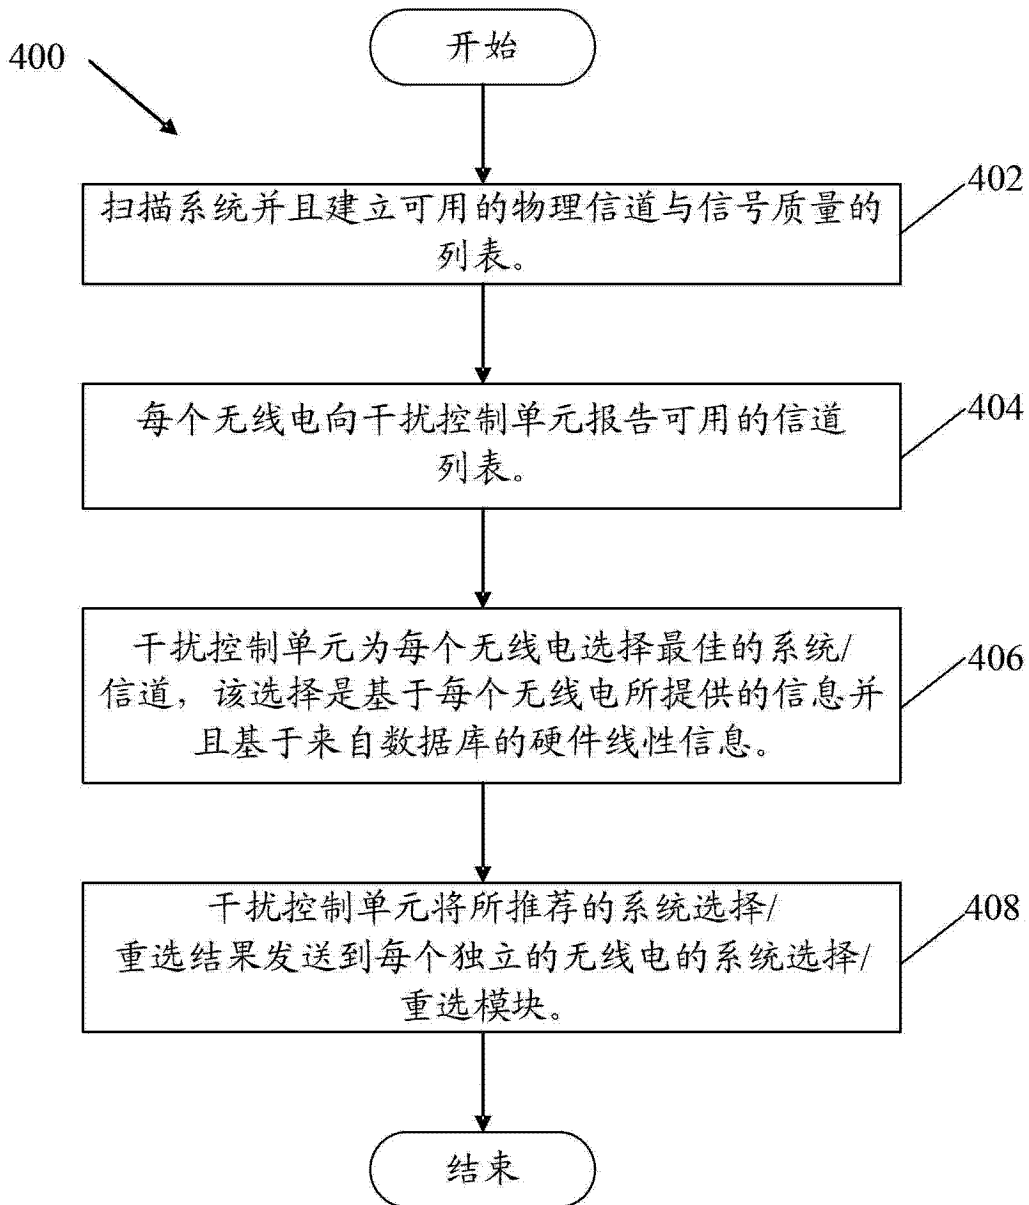 开始
400
402
扫描系统并且建立可用的物理信道与信号质量的
列表。
404
每个无线电向干扰控制单元报告可用的信道
列表。
406
干扰控制单元为每个无线电选择最佳的系统/
信道，该选择是基于每个无线电所提供的信息并
且基于来自数据库的硬件线性信息。
408
干扰控制单元将所推荐的系统选择/
重选结果发送到每个独立的无线电的系统选择/
重选模块。
结束